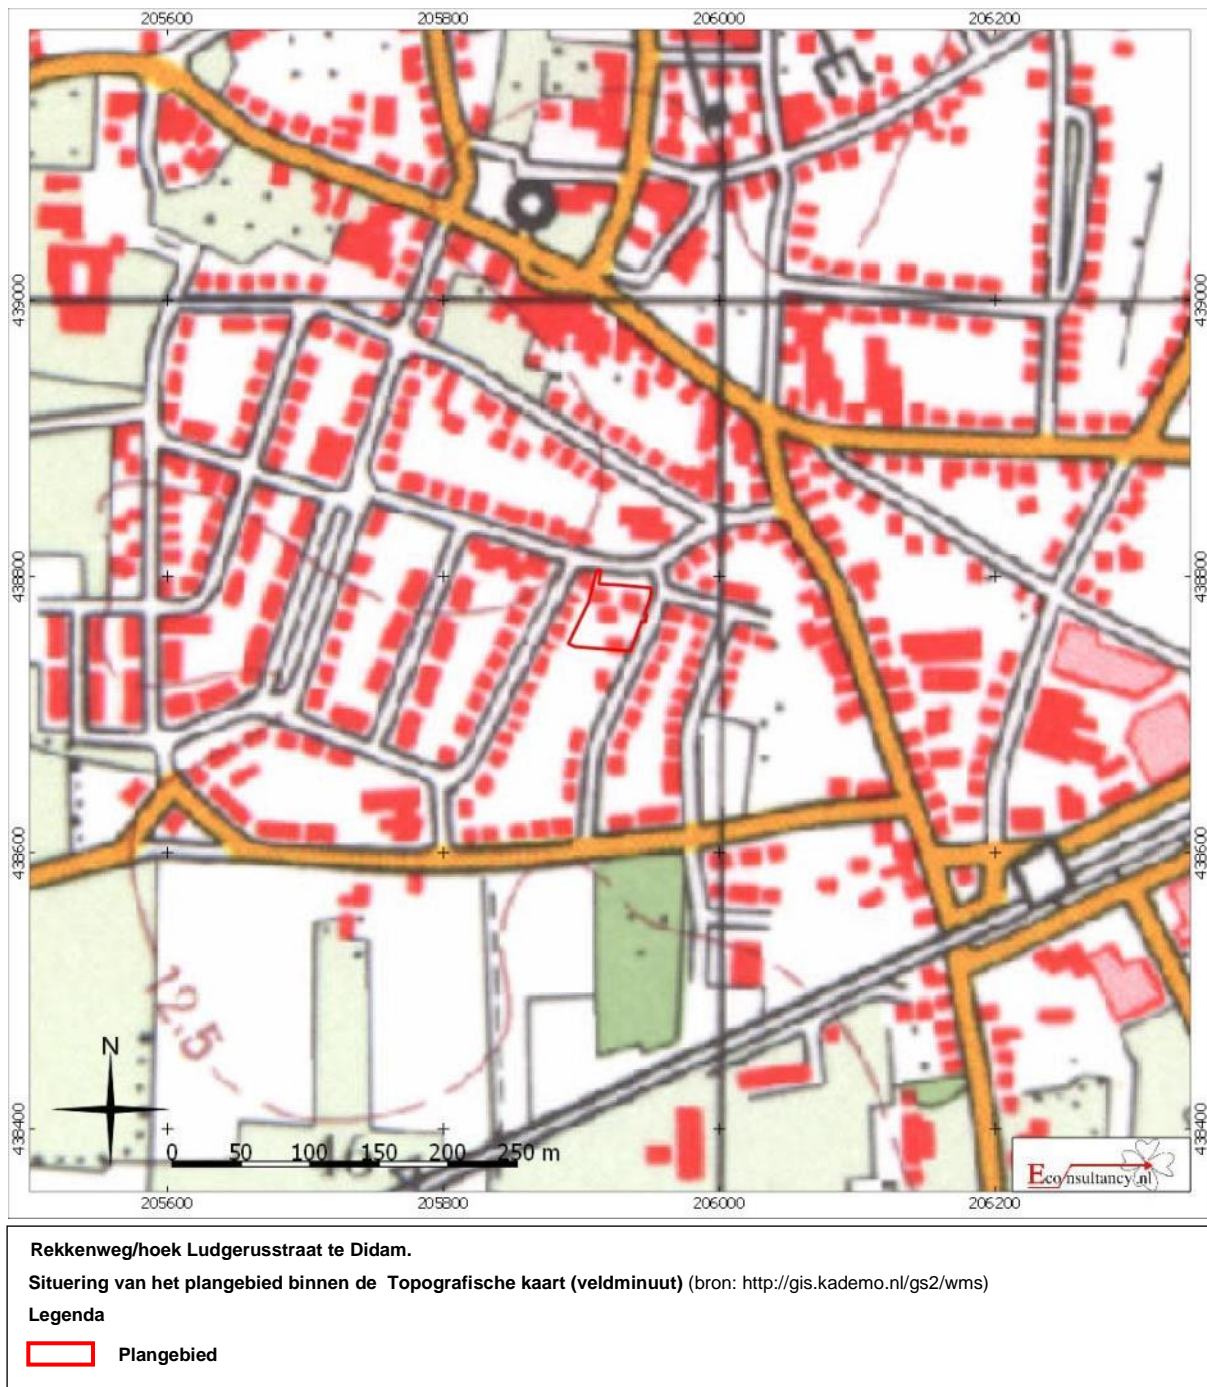 205600 205800 206000 206200
439000 439000
438800 438800
438600 438600
12.5
N
438400 438400
0 50 100 150 200 250 m
Econsultancy.nl
205600 205800 206000 206200
Rekkenweg/hoek Ludgerusstraat te Didam.
Situering van het plangebied binnen de Topografische kaart (veldminuut) (bron: http://gis.kademo.nl/gs2/wms)
Legenda
Plangebied